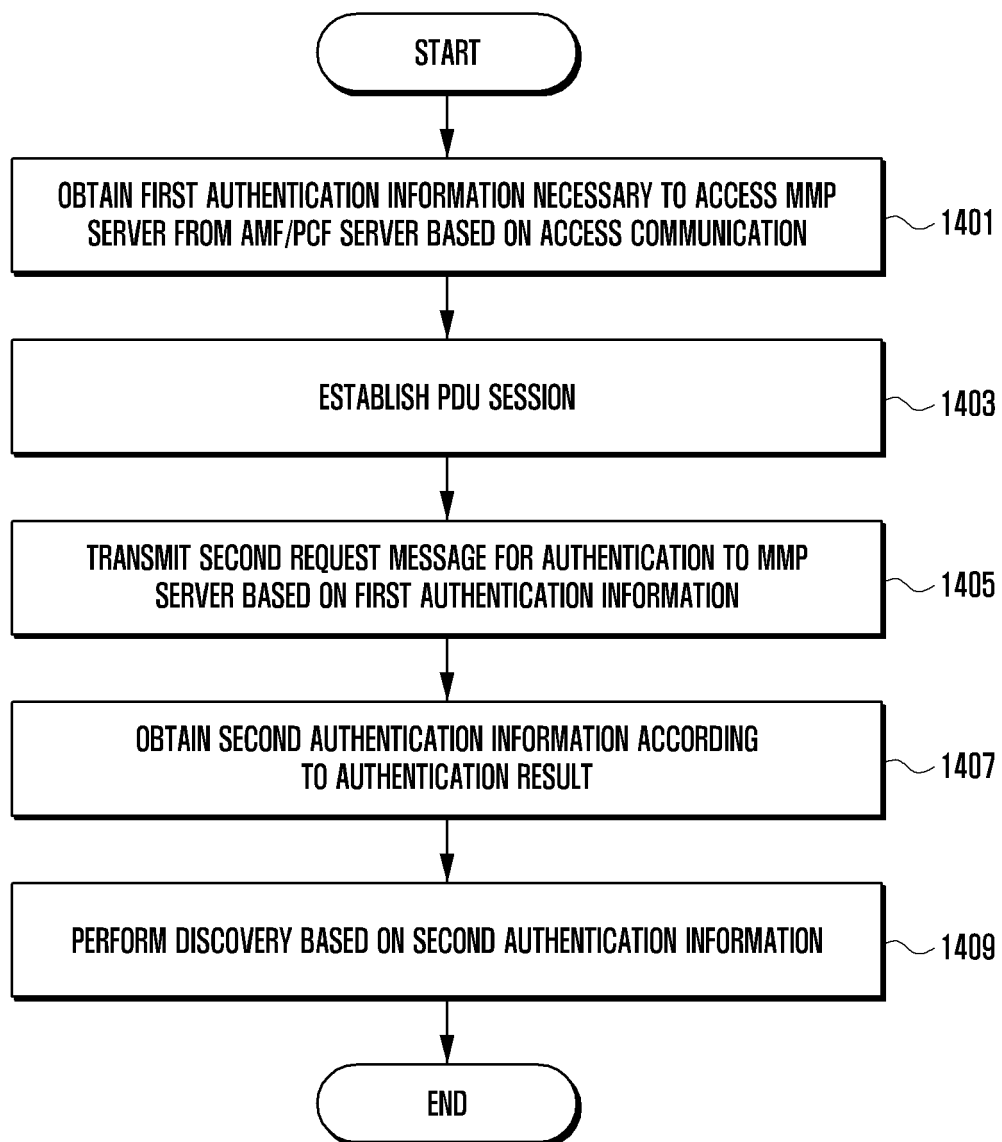 START
OBTAIN FIRST AUTHENTICATION INFORMATION NECESSARY TO ACCESS MMP
SERVER FROM AMF/PCF SERVER BASED ON ACCESS COMMUNICATION
1401
ESTABLISH PDU SESSION
1403
TRANSMIT SECOND REQUEST MESSAGE FOR AUTHENTICATION TO MMP
SERVER BASED ON FIRST AUTHENTICATION INFORMATION
1405
OBTAIN SECOND AUTHENTICATION INFORMATION ACCORDING
TO AUTHENTICATION RESULT
1407
PERFORM DISCOVERY BASED ON SECOND AUTHENTICATION INFORMATION
1409
END